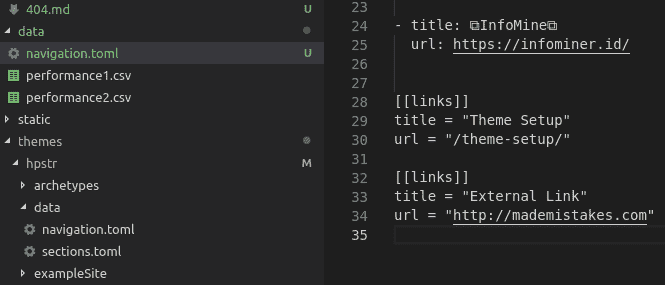 404.md U
data
navigation.toml U
performance1.csv
performance2.csv
static
themes
hpstr M
archetypes
data
navigation.toml
sections.toml
exampleSite
23
24 - title: ⧉InfoMine⧉
25 url: https://infominer.id/
26
27
28 [[links]]
29 title = "Theme Setup"
30 url = "/theme-setup/"
31
32 [[links]]
33 title = "External Link"
34 url = "http://mademistakes.com"
35